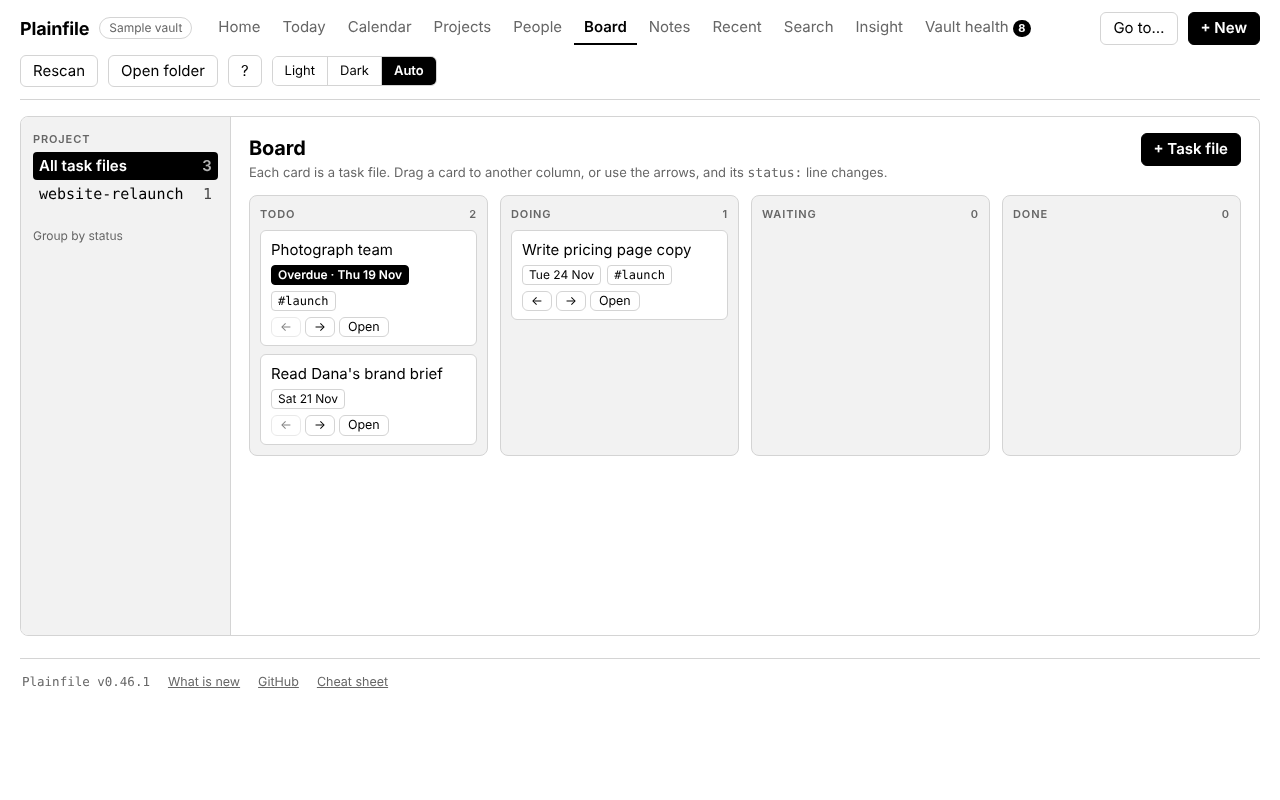 Plainfile Sample vault Home Today Calendar Projects People Board Notes Recent Search Insight Vault health 8 Go to... + New
Rescan Open folder ? Light Dark Auto
PROJECT
All task files 3
website-relaunch 1
Group by status
Board
+ Task file
Each card is a task file. Drag a card to another column, or use the arrows, and its status: line changes.
TODO 2
Photograph team
Overdue · Thu 19 Nov
#launch
← → Open
Read Dana's brand brief
Sat 21 Nov
← → Open
DOING 1
Write pricing page copy
Tue 24 Nov #launch
← → Open
WAITING 0
DONE 0
Plainfile v0.46.1 What is new GitHub Cheat sheet